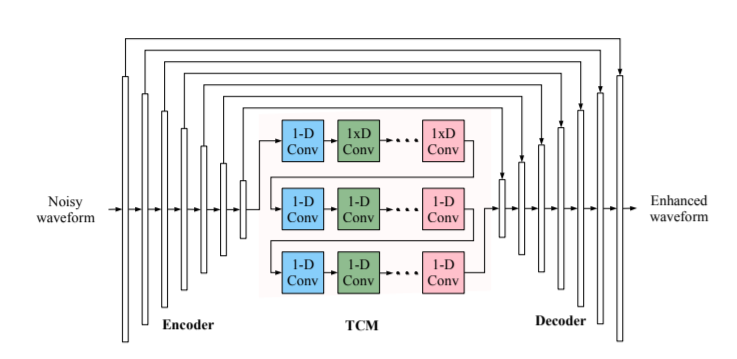 1-D
Conv
1xD
Conv
1xD
Conv
Noisy
waveform
1-D
Conv
1-D
Conv
1-D
Conv
Enhanced
waveform
1-D
Conv
1-D
Conv
1-D
Conv
Encoder
TCM
Decoder